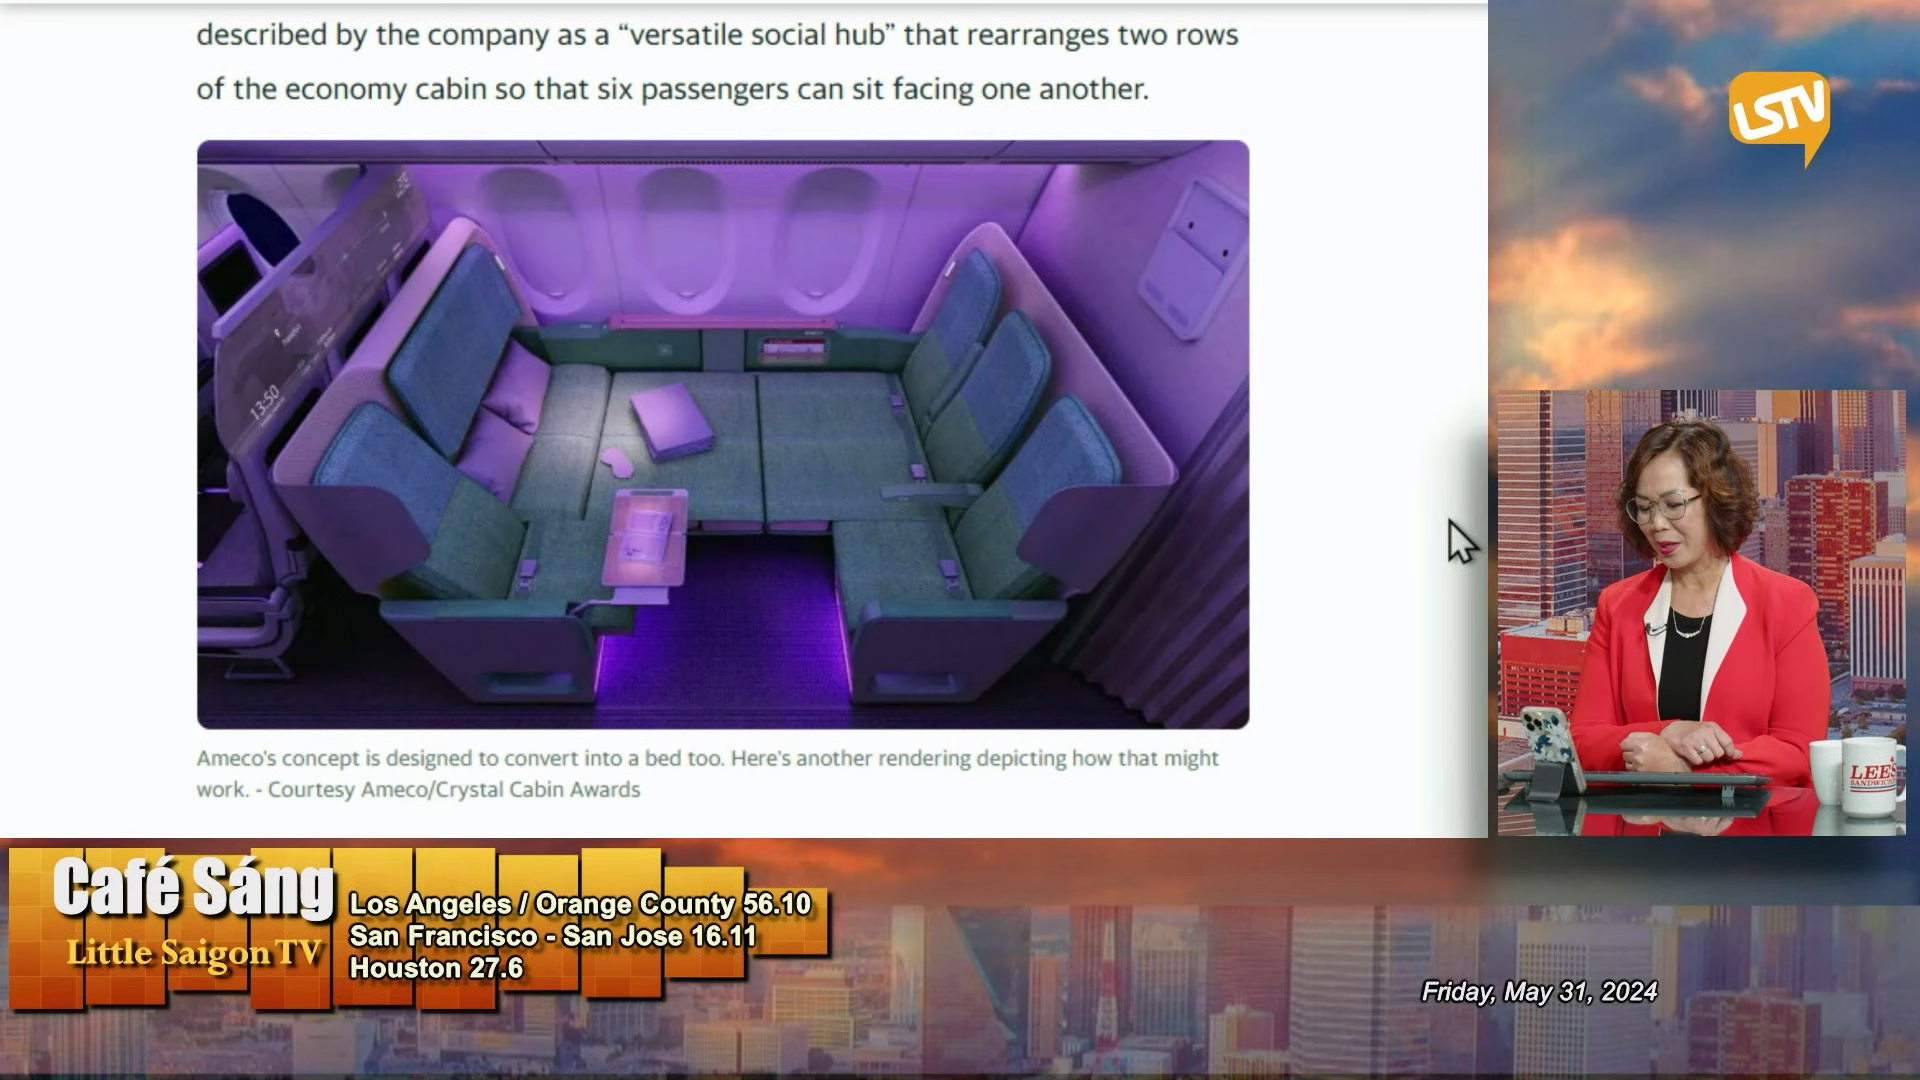 described by the company as a “versatile social hub” that rearranges two rows
of the economy cabin so that six passengers can sit facing one another.
LSTV
13:50
Ameco's concept is designed to convert into a bed too. Here's another rendering depicting how that might
work. - Courtesy Ameco/Crystal Cabin Awards
LEE'S
SANDWICHES
Café Sáng
Little Saigon TV
Los Angeles / Orange County 56.10
San Francisco - San Jose 16.11
Houston 27.6
Friday, May 31, 2024